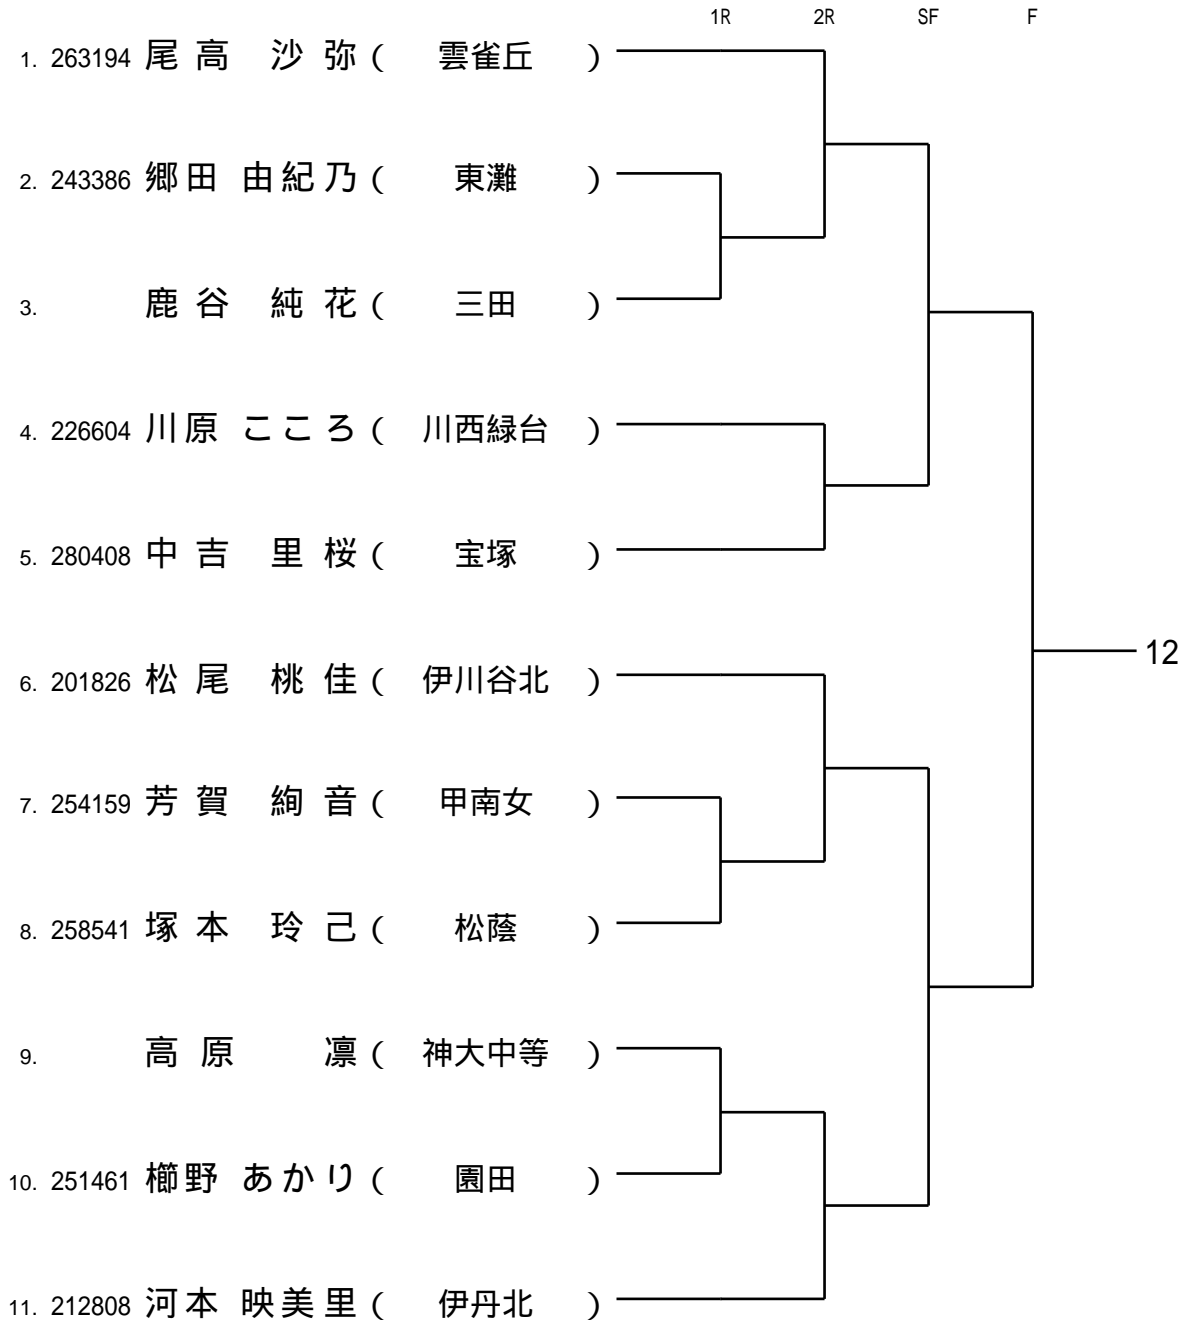 1R 2R SF F
1. 263194 尾高 沙弥 ( 雲雀丘 )
2. 243386 郷田 由紀乃 ( 東灘 )
3. 鹿谷 純花 ( 三田 )
4. 226604 川原 こころ ( 川西緑台 )
5. 280408 中吉 里桜 ( 宝塚 )
12
6. 201826 松尾 桃佳 ( 伊川谷北 )
7. 254159 芳賀 絢音 ( 甲南女 )
8. 258541 塚本 玲己 ( 松蔭 )
9. 高原 凛 ( 神大中等 )
10. 251461 櫛野 あかり ( 園田 )
11. 212808 河本 映美里 ( 伊丹北 )